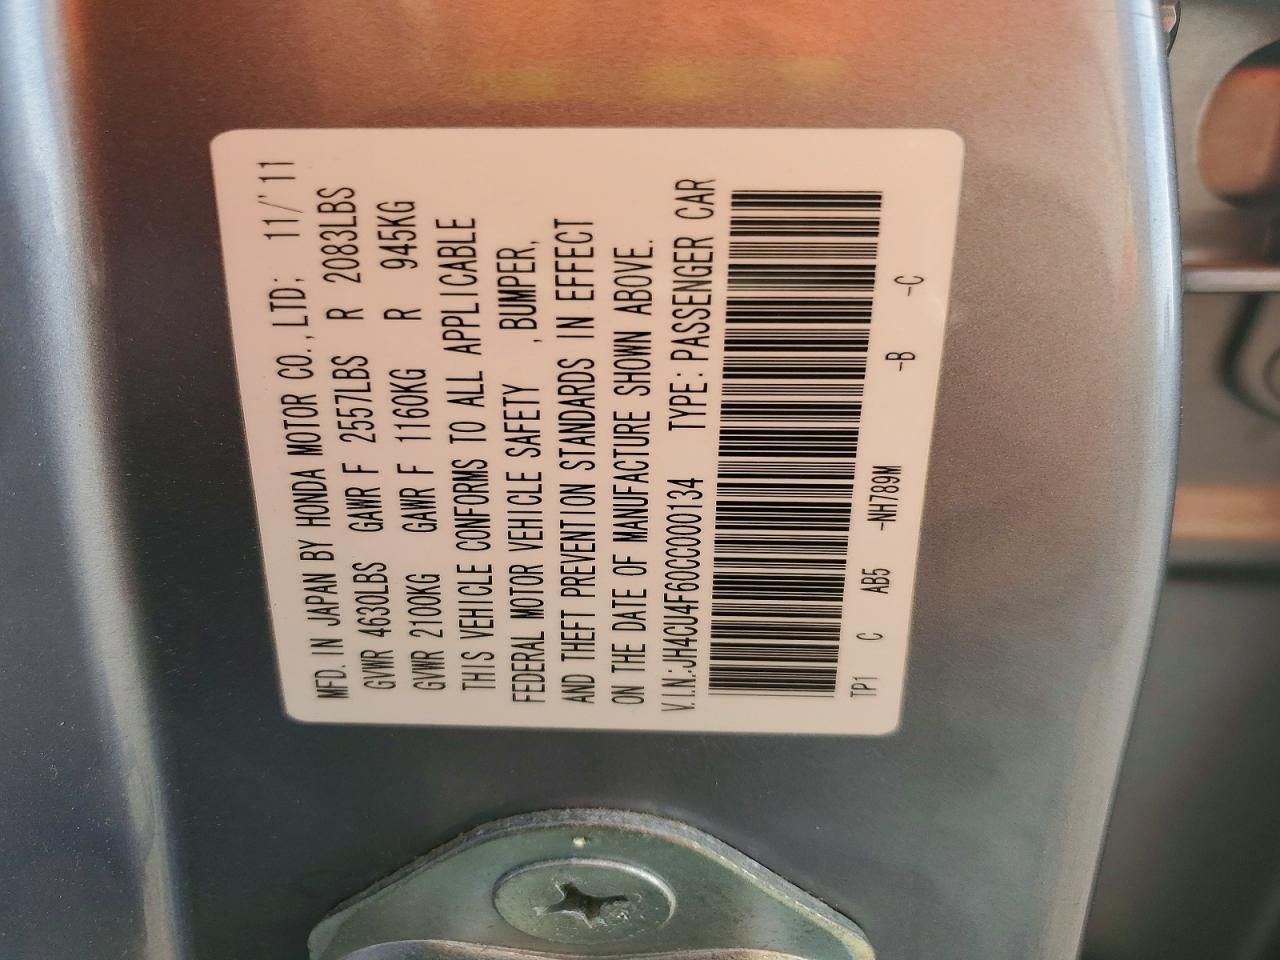 MFD. IN JAPAN BY HONDA MOTOR CO.,LTD; 11/'11
GVWR 4630LBS GAWR F 2557LBS R 2083LBS
GVWR 2100KG GAWR F 1160KG R 945KG
THIS VEHICLE CONFORMS TO ALL APPLICABLE
FEDERAL MOTOR VEHICLE SAFETY ,BUMPER,
AND THEFT PREVENTION STANDARDS IN EFFECT
ON THE DATE OF MANUFACTURE SHOWN ABOVE.
V.I.N.:JH4CU4F60CC000134 TYPE:PASSENGER CAR
TP1 C AB5 -NH789M -B -C